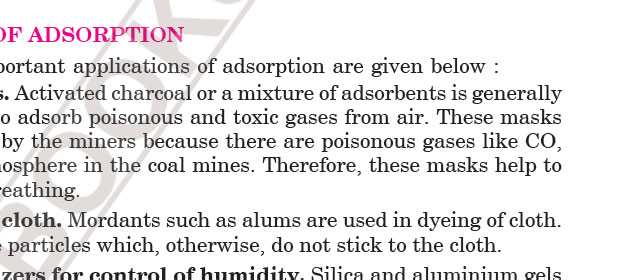 OF ADSORPTION
portant applications of adsorption are given below :
s. Activated charcoal or a mixture of adsorbents is generally
o adsorb poisonous and toxic gases from air. These masks
by the miners because there are poisonous gases like CO,
nosphere in the coal mines. Therefore, these masks help to
reathing.
cloth. Mordants such as alums are used in dyeing of cloth.
e particles which, otherwise, do not stick to the cloth.
zers for control of humidity. Silica and aluminium gels